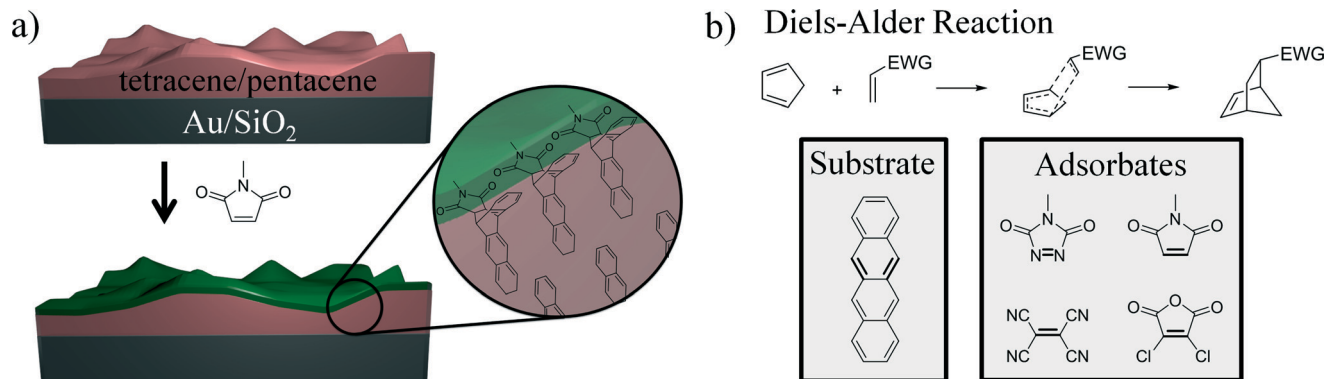 a)
tetracene/pentacene
Au/SiO2
N
O
O
N
O
O
N
O
O
N
O
O
b)
Diels-Alder Reaction
+
EWG
EWG
EWG
Substrate
Adsorbates
N
O
O
N=N
N
O
O
NC
CN
NC
CN
O
O
O
Cl
Cl